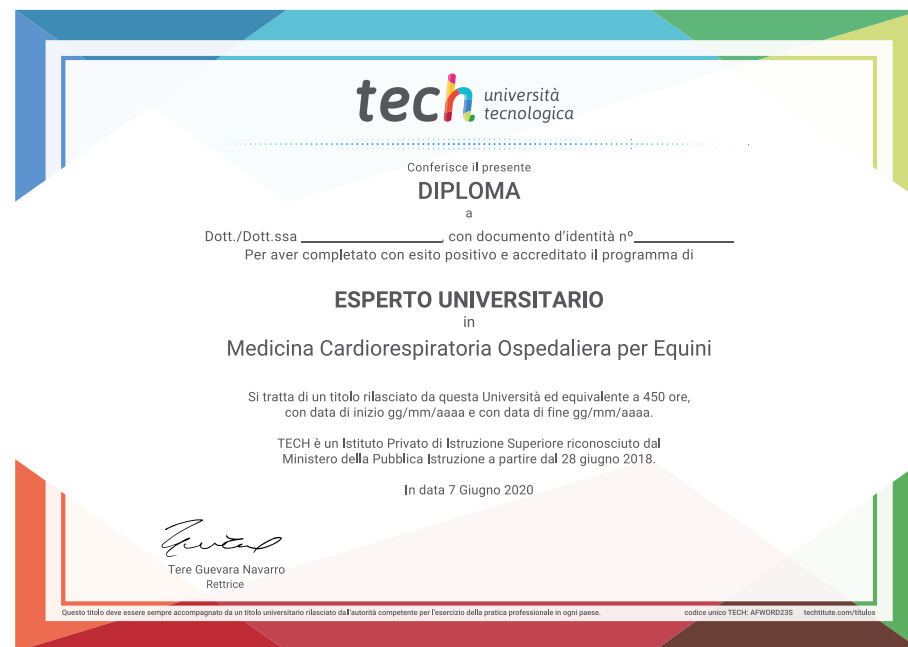 tech università
tecnologica
Conferisce il presente
DIPLOMA
a
Dott./Dott.ssa ____________________, con documento d'identità nº______________
Per aver completato con esito positivo e accreditato il programma di
ESPERTO UNIVERSITARIO
in
Medicina Cardiorespiratoria Ospedaliera per Equini
Si tratta di un titolo rilasciato da questa Università ed equivalente a 450 ore,
con data di inizio gg/mm/aaaa e con data di fine gg/mm/aaaa.
TECH è un Istituto Privato di Istruzione Superiore riconosciuto dal
Ministero della Pubblica Istruzione a partire dal 28 giugno 2018.
In data 7 Giugno 2020
Tere Guevara Navarro
Rettrice
Questo titolo deve essere sempre accompagnato da un titolo universitario rilasciato dall'autorità competente per l'esercizio della pratica professionale in ogni paese. codice unico TECH: AFWORD23S techtitute.com/titulos